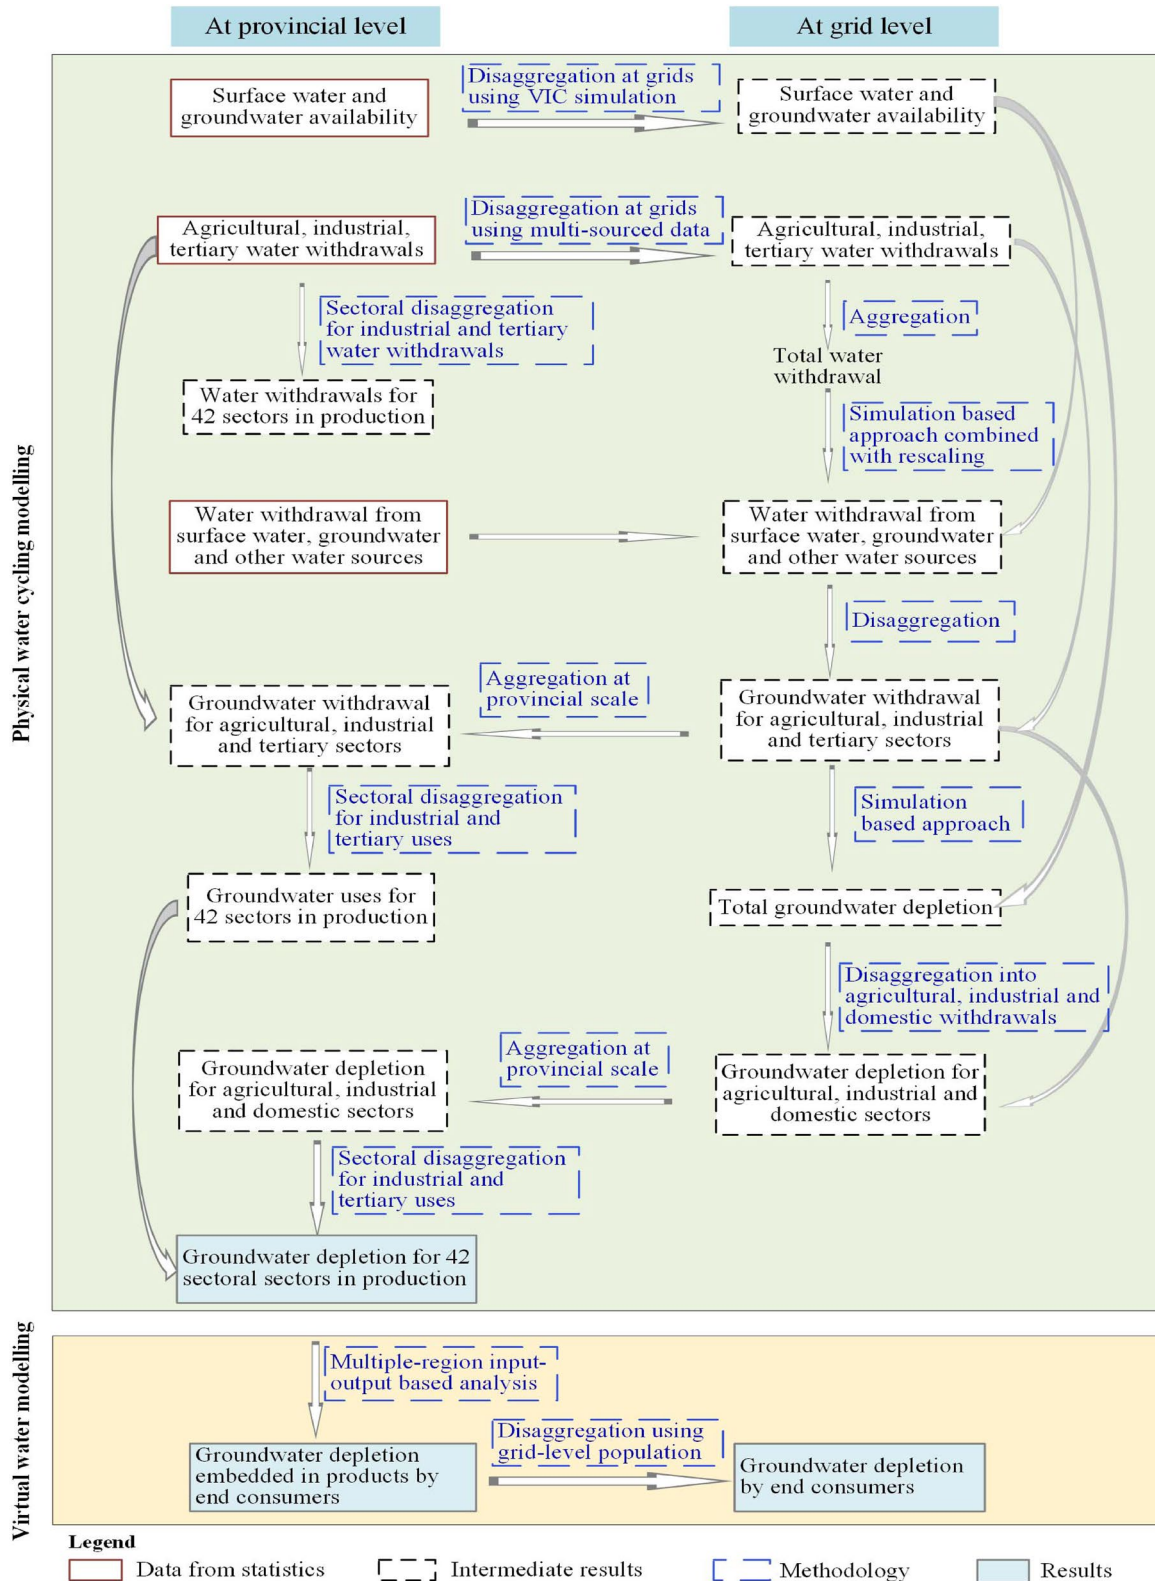 At provincial level
At grid level
Surface water and
groundwater availability
Disaggregation at grids
using VIC simulation
Surface water and
groundwater availability
Agricultural, industrial,
tertiary water withdrawals
Disaggregation at grids
using multi-sourced data
Agricultural, industrial,
tertiary water withdrawals
Sectoral disaggregation
for industrial and tertiary
water withdrawals
Aggregation
Total water
withdrawal
Water withdrawals for
42 sectors in production
Simulation based
approach combined
with rescaling
Water withdrawal from
surface water, groundwater
and other water sources
Water withdrawal from
surface water, groundwater
and other water sources
Disaggregation
Groundwater withdrawal
for agricultural, industrial
and tertiary sectors
Aggregation at
provincial scale
Groundwater withdrawal
for agricultural, industrial
and tertiary sectors
Sectoral disaggregation
for industrial and
tertiary uses
Simulation
based approach
Groundwater uses for
42 sectors in production
Total groundwater depletion
Disaggregation into
agricultural, industrial and
domestic withdrawals
Groundwater depletion
for agricultural, industrial
and domestic sectors
Aggregation at
provincial scale
Groundwater depletion for
agricultural, industrial and
domestic sectors
Sectoral disaggregation
for industrial and
tertiary uses
Groundwater depletion for 42
sectoral sectors in production
Physical water cycling modelling
Multiple-region input-
output based analysis
Groundwater depletion
embedded in products by
end consumers
Disaggregation using
grid-level population
Groundwater depletion
by end consumers
Virtual water modelling
Legend
Data from statistics
Intermediate results
Methodology
Results